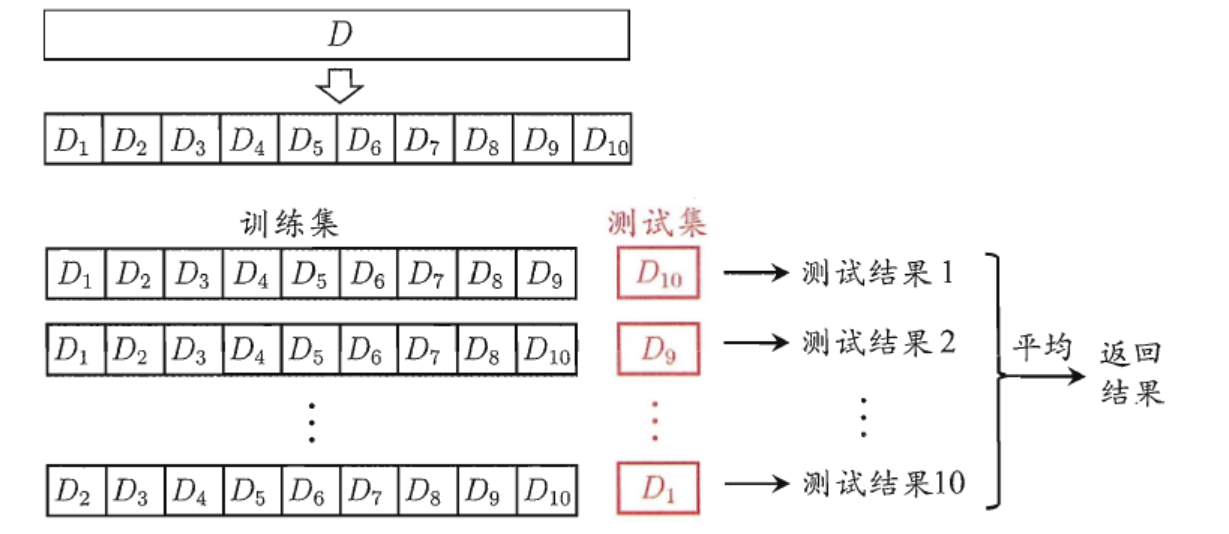 D
D₁ D₂ D₃ D₄ D₅ D₆ D₇ D₈ D₉ D₁₀
训练集 测试集
D₁ D₂ D₃ D₄ D₅ D₆ D₇ D₈ D₉ D₁₀ 测试结果 1
D₁ D₂ D₃ D₄ D₅ D₆ D₇ D₈ D₁₀ D₉ 测试结果 2
平均 返回
结果
⋮ ⋮ ⋮
D₂ D₃ D₄ D₅ D₆ D₇ D₈ D₉ D₁₀ D₁ 测试结果10